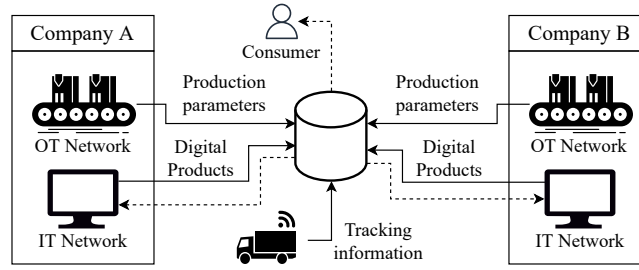 Company A
OT Network
IT Network
Consumer
Production
parameters
Digital
Products
Production
parameters
Digital
Products
Tracking
information
Company B
OT Network
IT Network